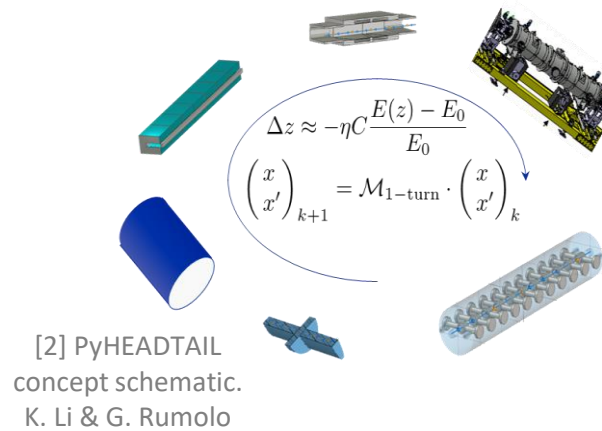 Δz ≈ −ηC (E(z) − E₀) / E₀
(x x′)ₖ₊₁ = ℳ₁₋ₜᵤᵣₙ · (x x′)ₖ
[2] PyHEADTAIL
concept schematic.
K. Li & G. Rumolo